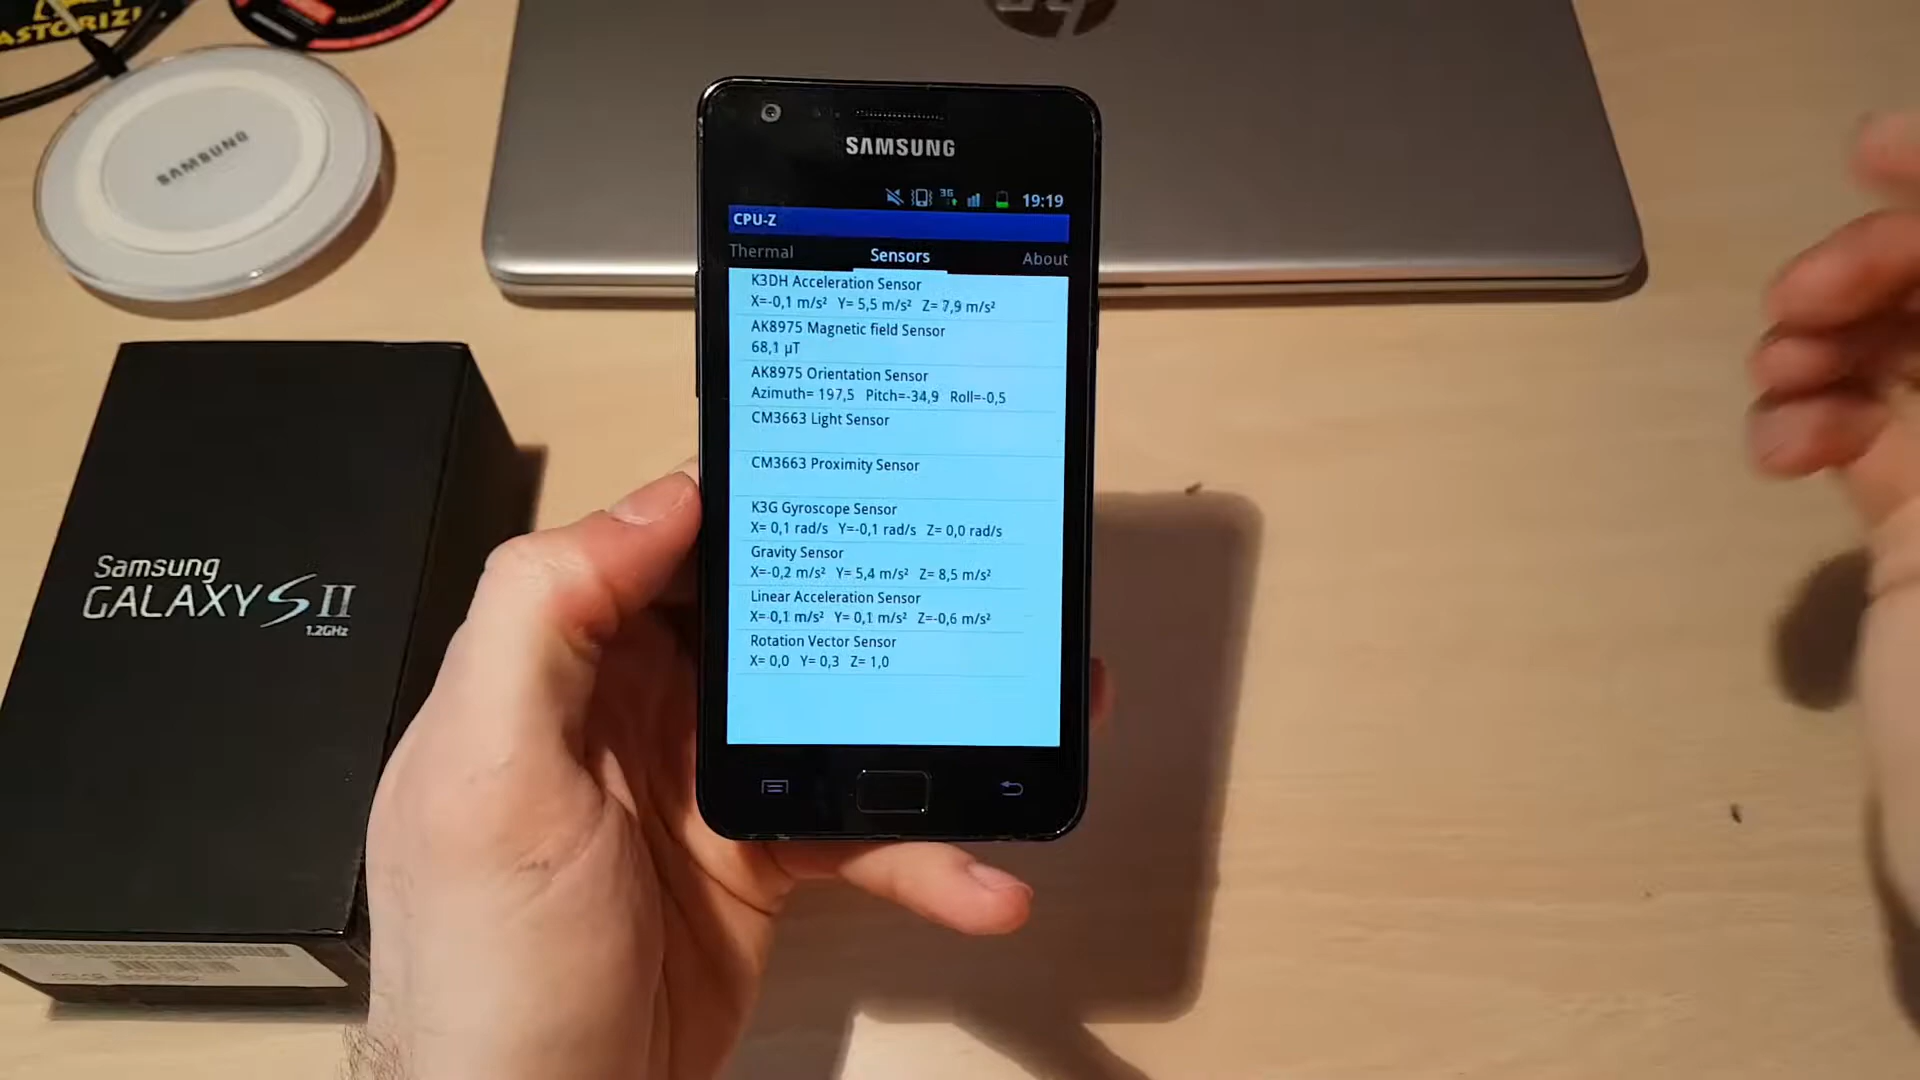 ASTORIZI
SAMSUNG
hp
SAMSUNG
3G
19:19
CPU-Z
Thermal
Sensors
About
K3DH Acceleration Sensor
X=-0,1 m/s² Y= 5,5 m/s² Z= 7,9 m/s²
AK8975 Magnetic field Sensor
68,1 µT
AK8975 Orientation Sensor
Azimuth= 197,5 Pitch=-34,9 Roll=-0,5
CM3663 Light Sensor
CM3663 Proximity Sensor
K3G Gyroscope Sensor
X= 0,1 rad/s Y=-0,1 rad/s Z= 0,0 rad/s
Gravity Sensor
X=-0,2 m/s² Y= 5,4 m/s² Z= 8,5 m/s²
Linear Acceleration Sensor
X=-0,1 m/s² Y= 0,1 m/s² Z=-0,6 m/s²
Rotation Vector Sensor
X= 0,0 Y= 0,3 Z= 1,0
Samsung
GALAXY S II
1.2GHz